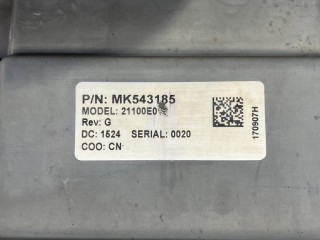 P/N: MK543185
MODEL: 21100E0
Rev: G
DC: 1524 SERIAL: 0020
COO: CN
170907H